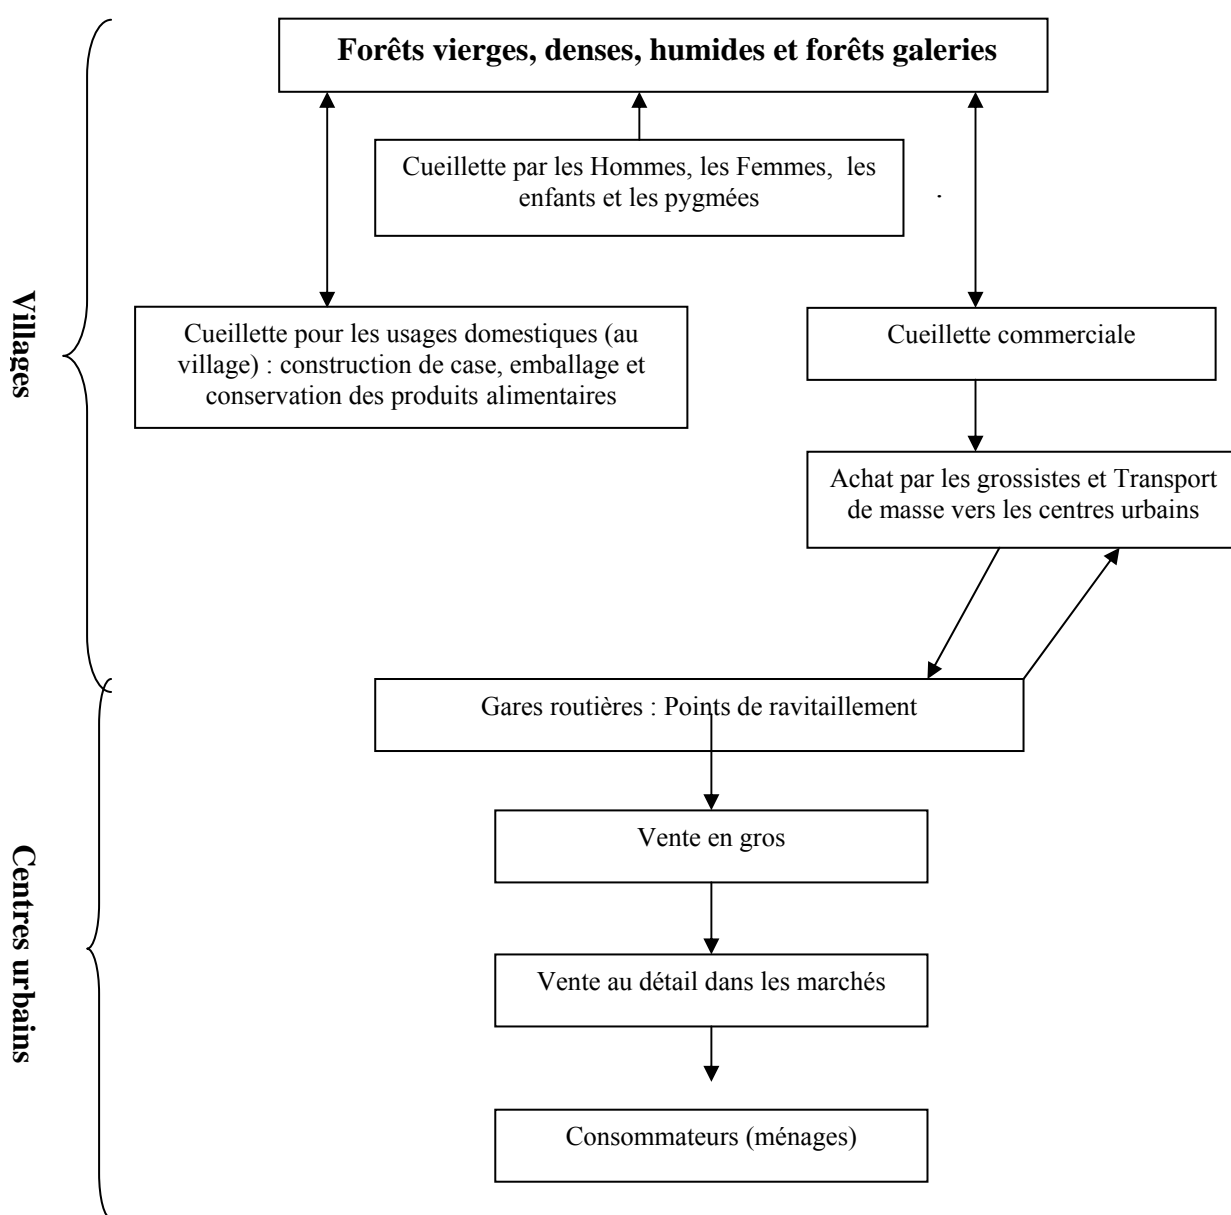 Forêts vierges, denses, humides et forêts galeries
Cueillette par les Hommes, les Femmes, les
enfants et les pygmées
.
Villages
Cueillette pour les usages domestiques (au
village) : construction de case, emballage et
conservation des produits alimentaires
Cueillette commerciale
Achat par les grossistes et Transport
de masse vers les centres urbains
Gares routières : Points de ravitaillement
Centres urbains
Vente en gros
Vente au détail dans les marchés
Consommateurs (ménages)